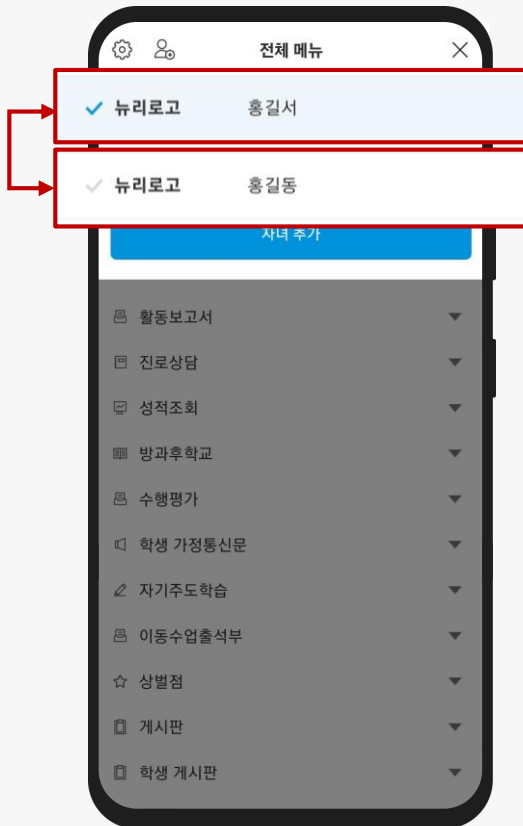 전체 메뉴
뉴리로고 홍길서
뉴리로고 홍길동
자녀 추가
활동보고서
진로상담
성적조회
방과후학교
수행평가
학생 가정통신문
자기주도학습
이동수업출석부
상벌점
게시판
학생 게시판